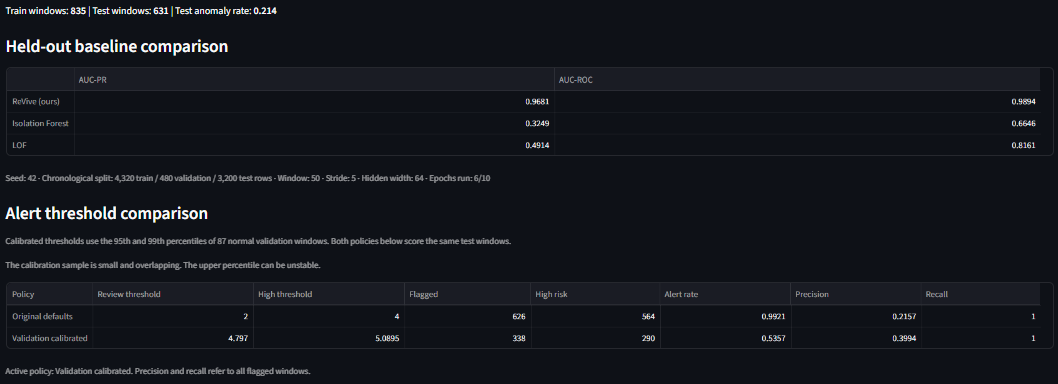 Train windows: 835 | Test windows: 631 | Test anomaly rate: 0.214
Held-out baseline comparison
AUC-PR AUC-ROC
ReVive (ours) 0.9681 0.9894
Isolation Forest 0.3249 0.6646
LOF 0.4914 0.8161
Seed: 42 · Chronological split: 4,320 train / 480 validation / 3,200 test rows · Window: 50 · Stride: 5 · Hidden width: 64 · Epochs run: 6/10
Alert threshold comparison
Calibrated thresholds use the 95th and 99th percentiles of 87 normal validation windows. Both policies below score the same test windows.
The calibration sample is small and overlapping. The upper percentile can be unstable.
Policy Review threshold High threshold Flagged High risk Alert rate Precision Recall
Original defaults 2 4 626 564 0.9921 0.2157 1
Validation calibrated 4.797 5.0895 338 290 0.5357 0.3994 1
Active policy: Validation calibrated. Precision and recall refer to all flagged windows.